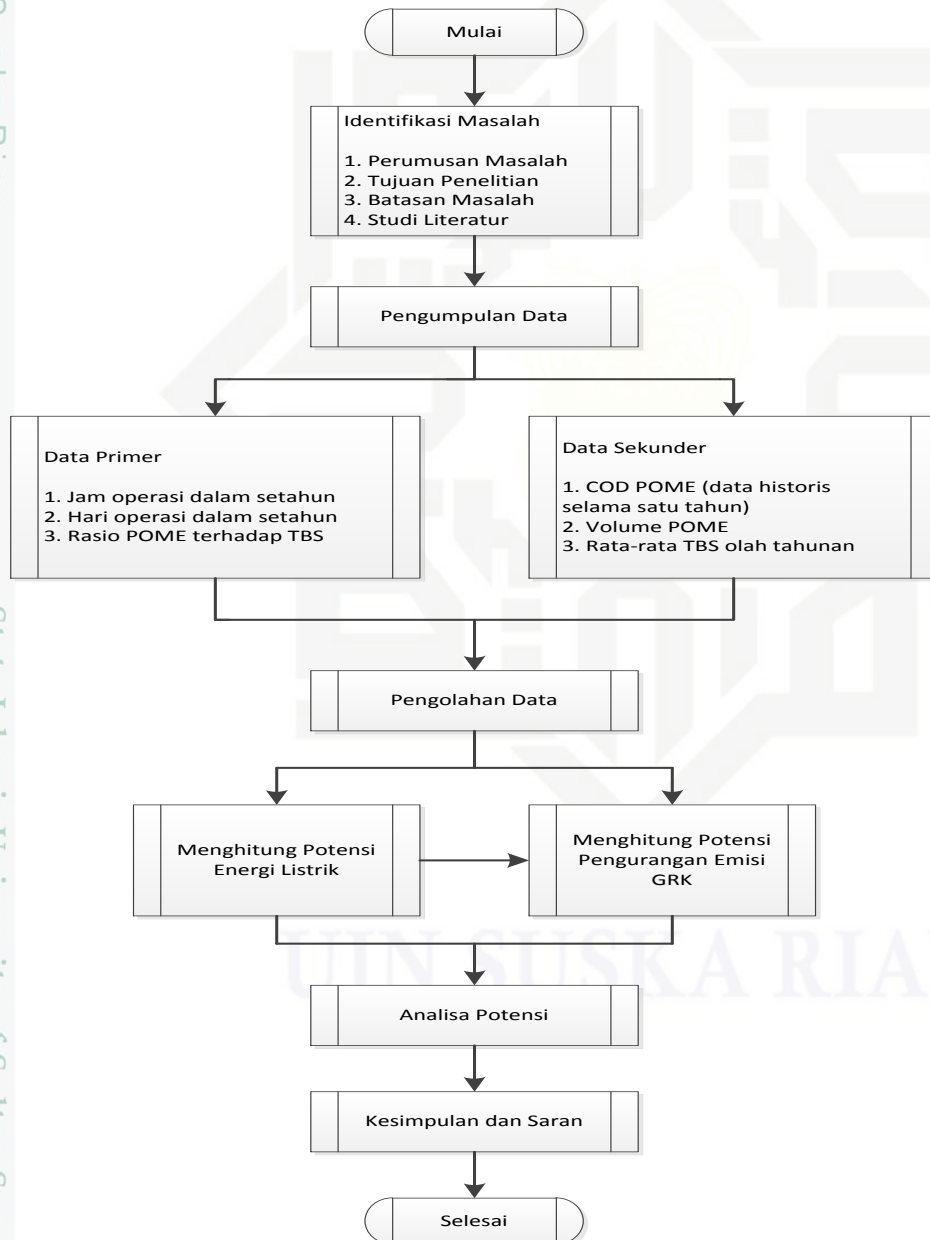 Mulai
Identifikasi Masalah
1. Perumusan Masalah
2. Tujuan Penelitian
3. Batasan Masalah
4. Studi Literatur
Pengumpulan Data
Data Primer
1. Jam operasi dalam setahun
2. Hari operasi dalam setahun
3. Rasio POME terhadap TBS
Data Sekunder
1. COD POME (data historis
selama satu tahun)
2. Volume POME
3. Rata-rata TBS olah tahunan
Pengolahan Data
Menghitung Potensi
Energi Listrik
Menghitung Potensi
Pengurangan Emisi
GRK
UIN SUSKA RIA
Analisa Potensi
Kesimpulan dan Saran
Selesai